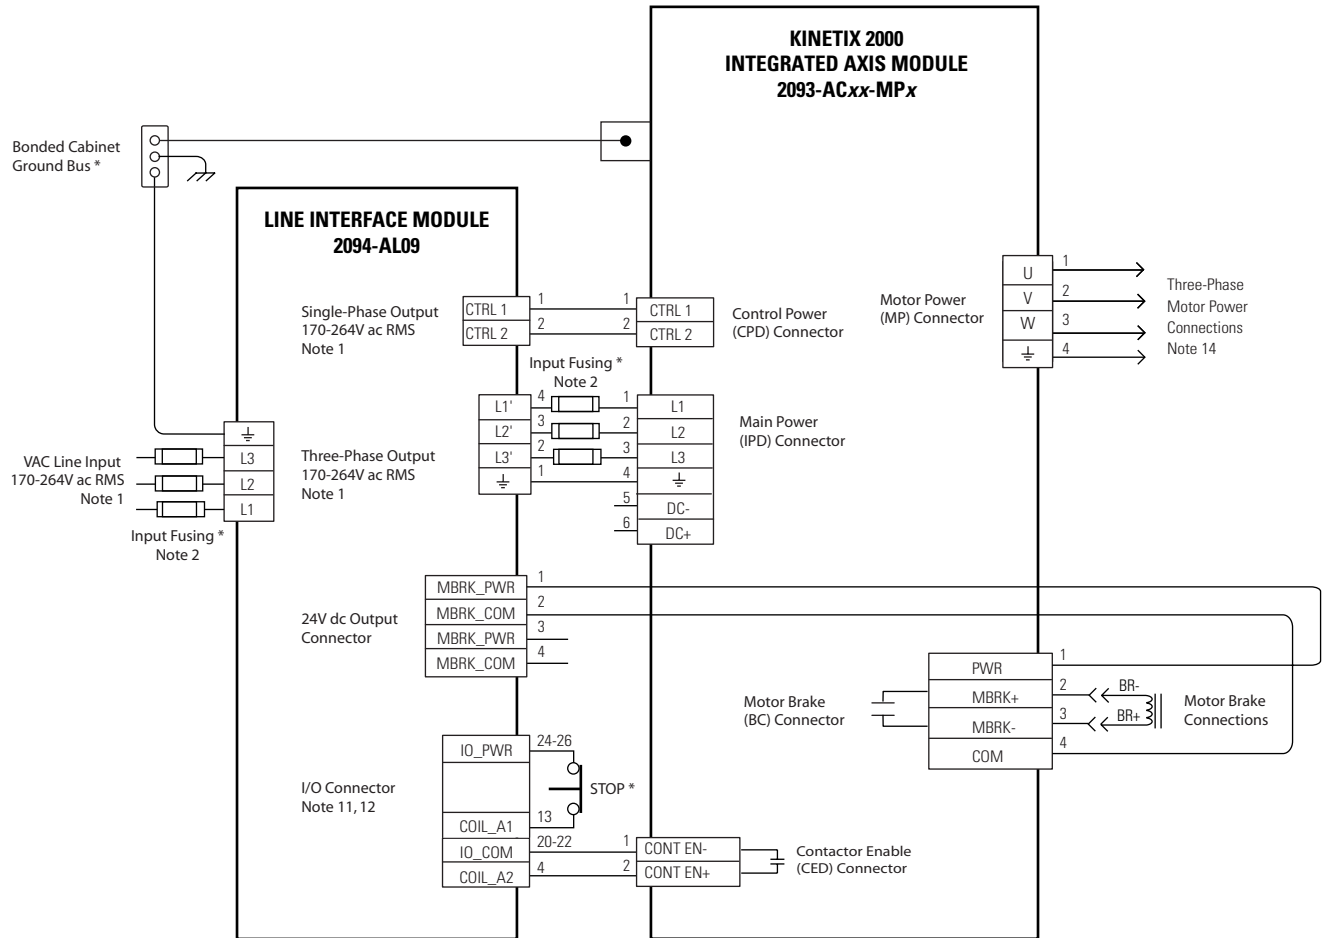 KINETIX 2000
INTEGRATED AXIS MODULE
2093-ACxx-MPx
Bonded Cabinet
Ground Bus *
LINE INTERFACE MODULE
2094-AL09
Single-Phase Output
170-264V ac RMS
Note 1
CTRL 1
CTRL 2
1
2
1
2
CTRL 1
CTRL 2
Control Power
(CPD) Connector
Motor Power
(MP) Connector
U
V
W
1
2
3
4
Three-Phase
Motor Power
Connections
Note 14
Input Fusing *
Note 2
VAC Line Input
170-264V ac RMS
Note 1
L3
L2
L1
Input Fusing *
Note 2
Three-Phase Output
170-264V ac RMS
Note 1
L1'
L2'
L3'
4
3
2
1
1
2
3
4
5
6
L1
L2
L3
DC-
DC+
Main Power
(IPD) Connector
24V dc Output
Connector
MBRK_PWR
MBRK_COM
MBRK_PWR
MBRK_COM
1
2
3
4
Motor Brake
(BC) Connector
PWR
MBRK+
MBRK-
COM
1
2
3
4
BR-
BR+
Motor Brake
Connections
I/O Connector
Note 11, 12
IO_PWR
COIL_A1
IO_COM
COIL_A2
24-26
13
20-22
4
STOP *
1
2
CONT EN-
CONT EN+
Contactor Enable
(CED) Connector